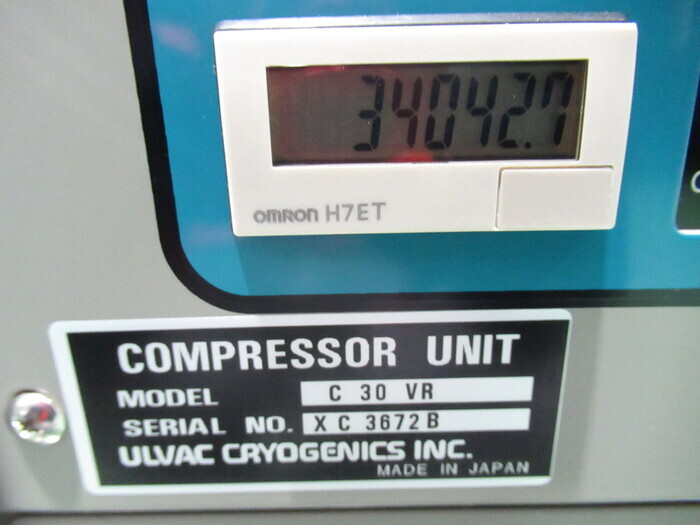 34042.7
OMRON H7ET
COMPRESSOR UNIT
MODEL C 30 VR
SERIAL NO. X C 3672 B
ULVAC CRYOGENICS INC.
MADE IN JAPAN